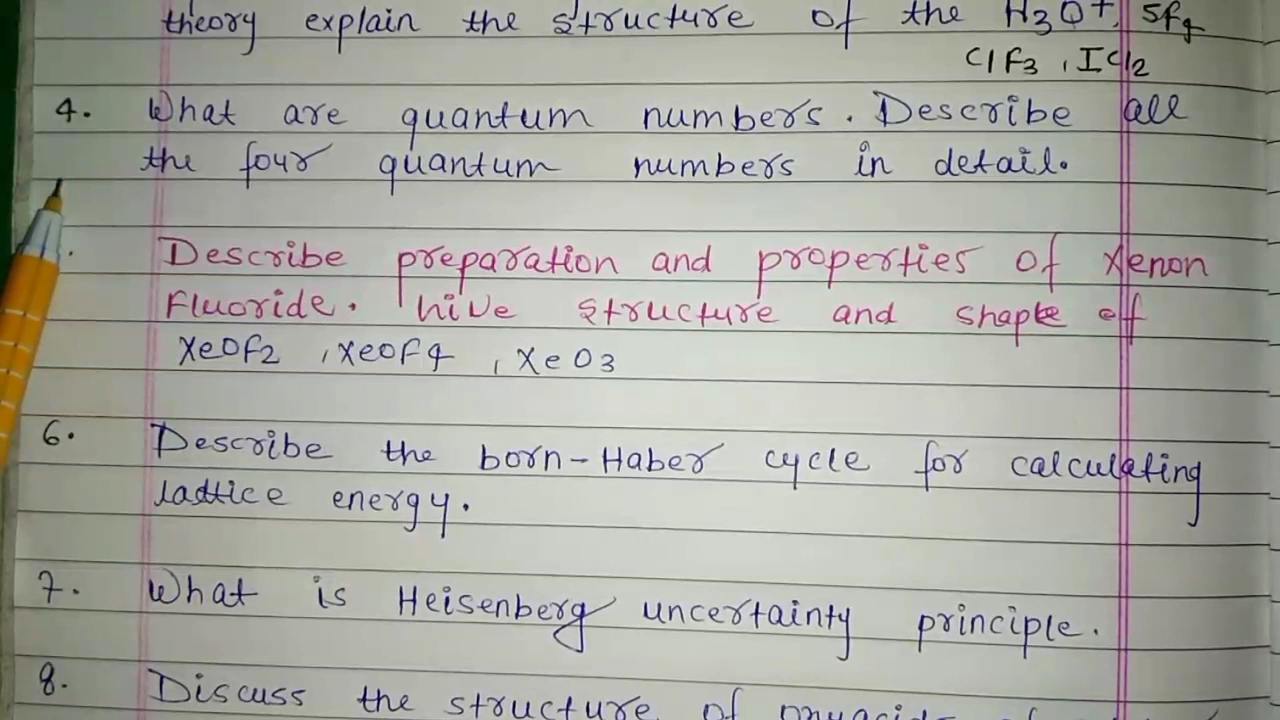 theory explain the structure of the H3O+, SF4
ClF3, ICl2
4. What are quantum numbers. Describe all
the four quantum numbers in detail.
. Describe preparation and properties of Xenon
Fluoride. hive structure and shape of
XeOF2, XeOF4, XeO3
6. Describe the born-Haber cycle for calculating
lattice energy.
7. What is Heisenberg uncertainty principle.
8. Discuss the structure of